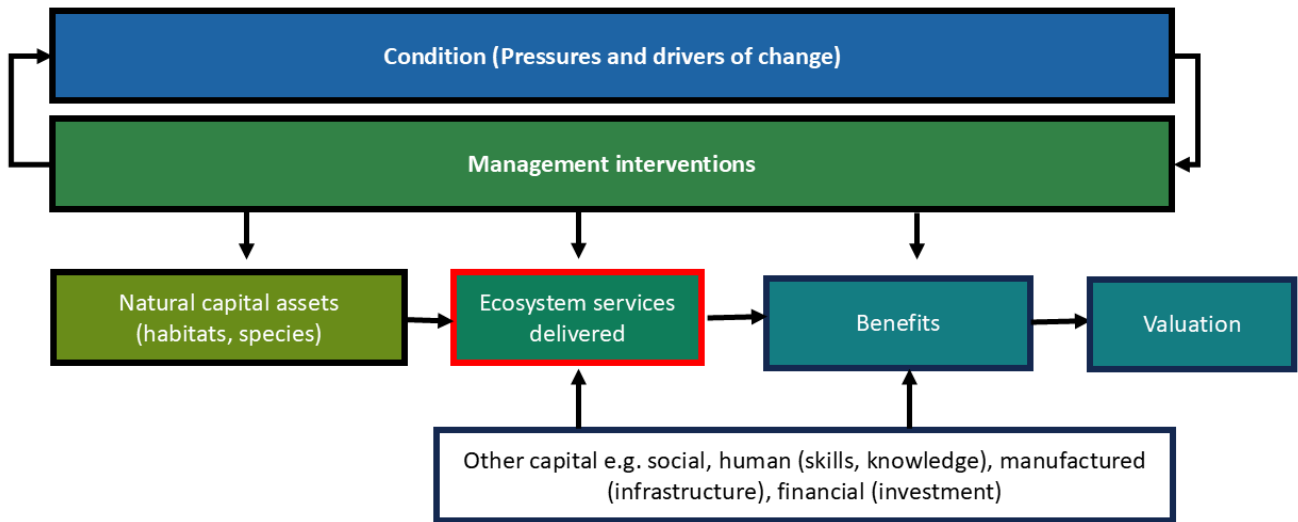 Condition (Pressures and drivers of change)
Management interventions
Natural capital assets
(habitats, species)
Ecosystem services
delivered
Benefits
Valuation
Other capital e.g. social, human (skills, knowledge), manufactured
(infrastructure), financial (investment)